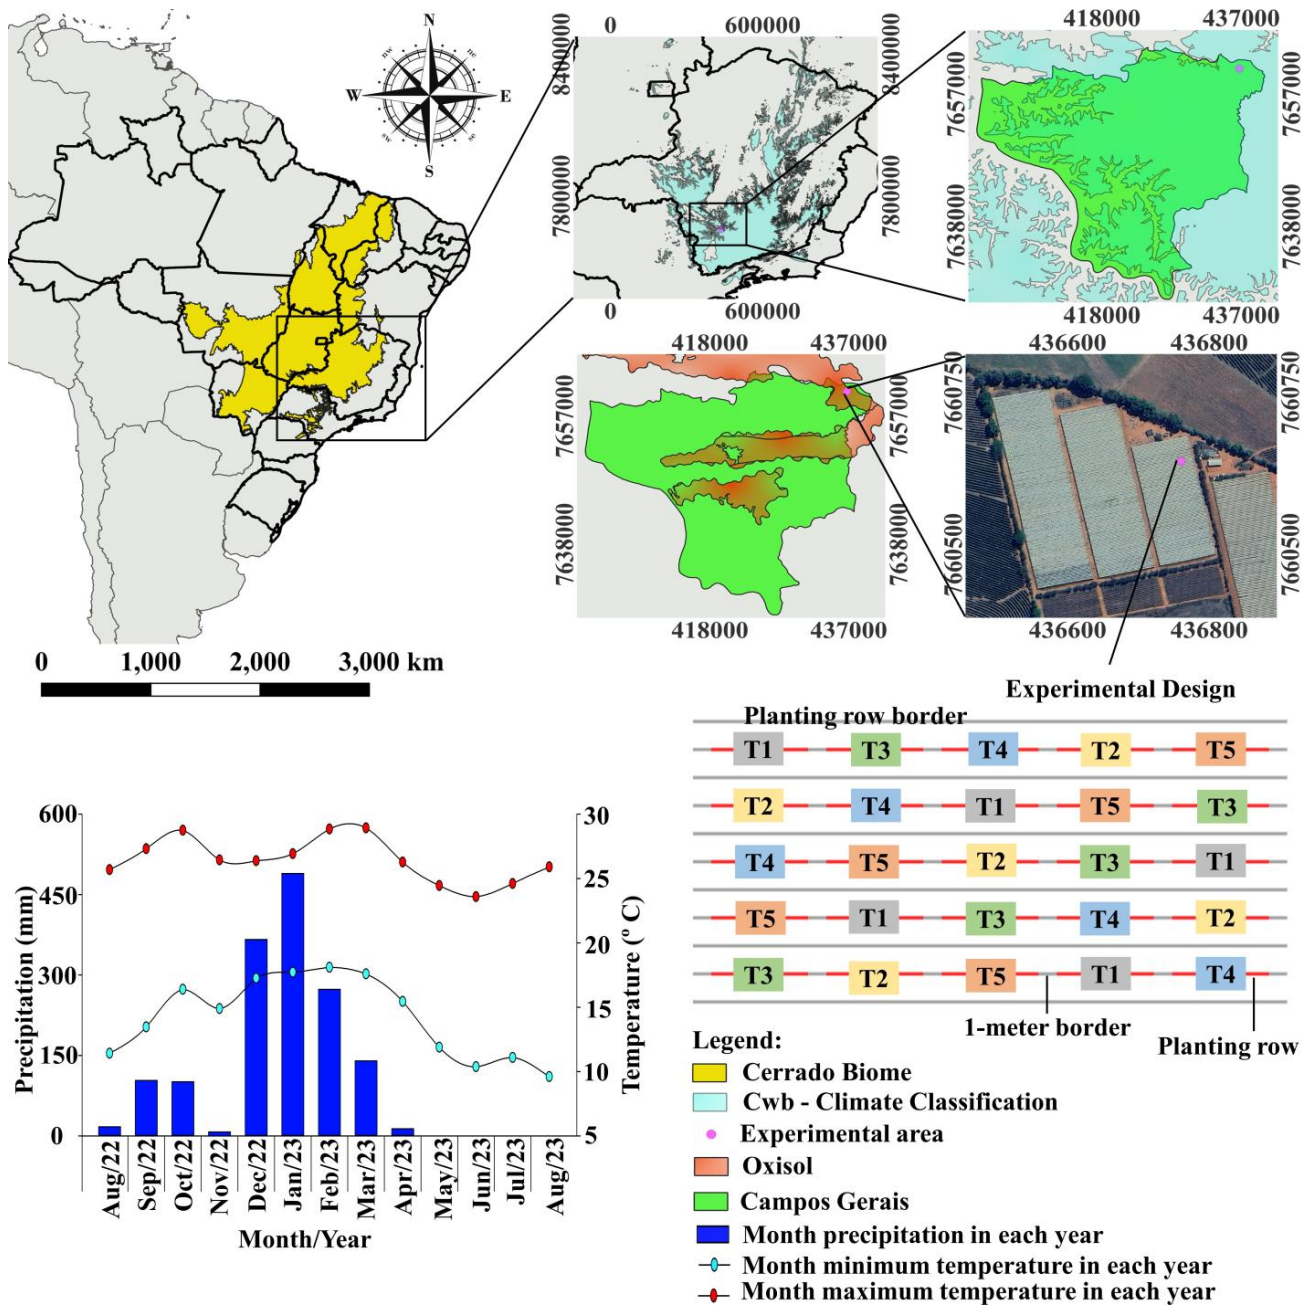 N
nw
ne
W
E
sw
se
S
0 1,000 2,000 3,000 km
0 600000
8400000
7800000
8400000
7800000
0 600000
418000 437000
7657000
7638000
7657000
7638000
418000 437000
418000 437000
7657000
7638000
7657000
7638000
418000 437000
436600 436800
7660750
7660500
7660750
7660500
436600 436800
Experimental Design
Planting row border
T1 T3 T4 T2 T5
T2 T4 T1 T5 T3
T4 T5 T2 T3 T1
T5 T1 T3 T4 T2
T3 T2 T5 T1 T4
1-meter border
Planting row
Precipitation (mm)
600
450
300
150
0
30
25
20
15
10
5
Temperature (º C)
Aug/22
Sep/22
Oct/22
Nov/22
Dec/22
Jan/23
Feb/23
Mar/23
Apr/23
May/23
Jun/23
Jul/23
Aug/23
Month/Year
Legend:
Cerrado Biome
Cwb - Climate Classification
Experimental area
Oxisol
Campos Gerais
Month precipitation in each year
Month minimum temperature in each year
Month maximum temperature in each year